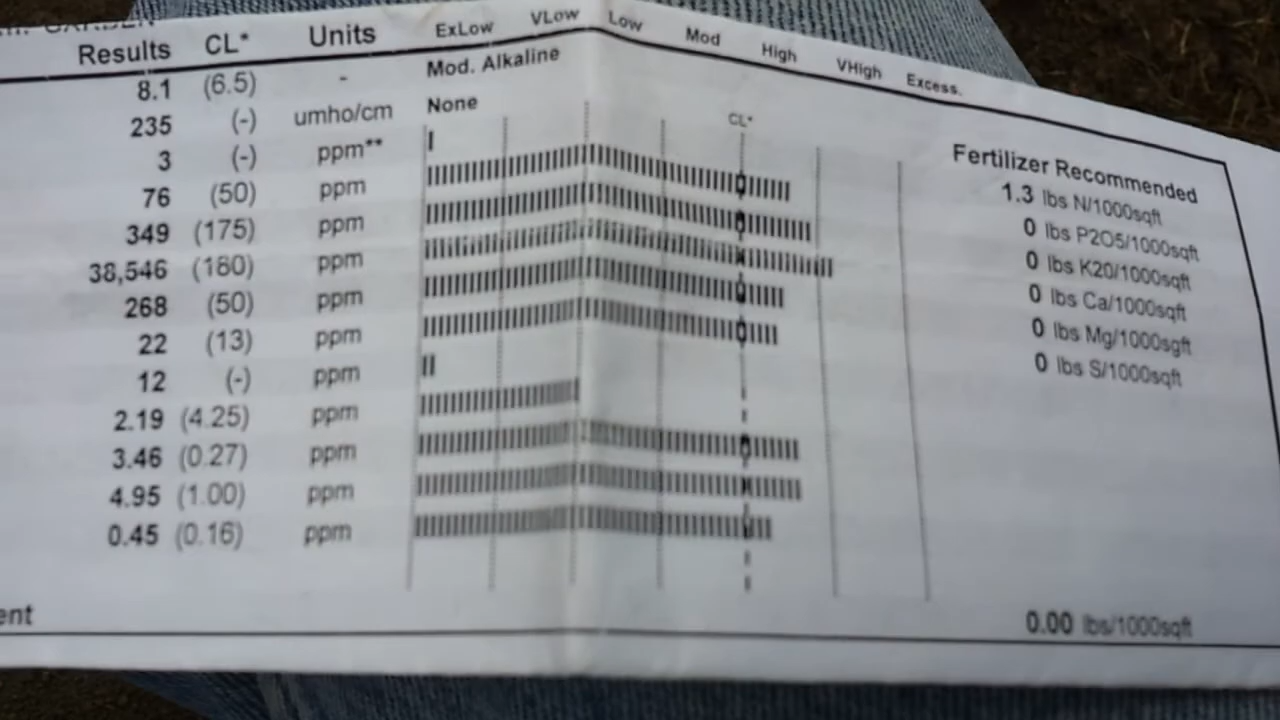 GARDEN
Results CL* Units ExLow VLow Low Mod High VHigh Excess.
8.1 (6.5) - Mod. Alkaline
235 (-) umho/cm None CL*
3 (-) ppm** Fertilizer Recommended
76 (50) ppm 1.3 lbs N/1000sqft
349 (175) ppm 0 lbs P2O5/1000sqft
38,546 (180) ppm 0 lbs K20/1000sqft
268 (50) ppm 0 lbs Ca/1000sqft
22 (13) ppm 0 lbs Mg/1000sqft
12 (-) ppm 0 lbs S/1000sqft
2.19 (4.25) ppm
3.46 (0.27) ppm
4.95 (1.00) ppm
0.45 (0.16) ppm
ent 0.00 lbs/1000sqft